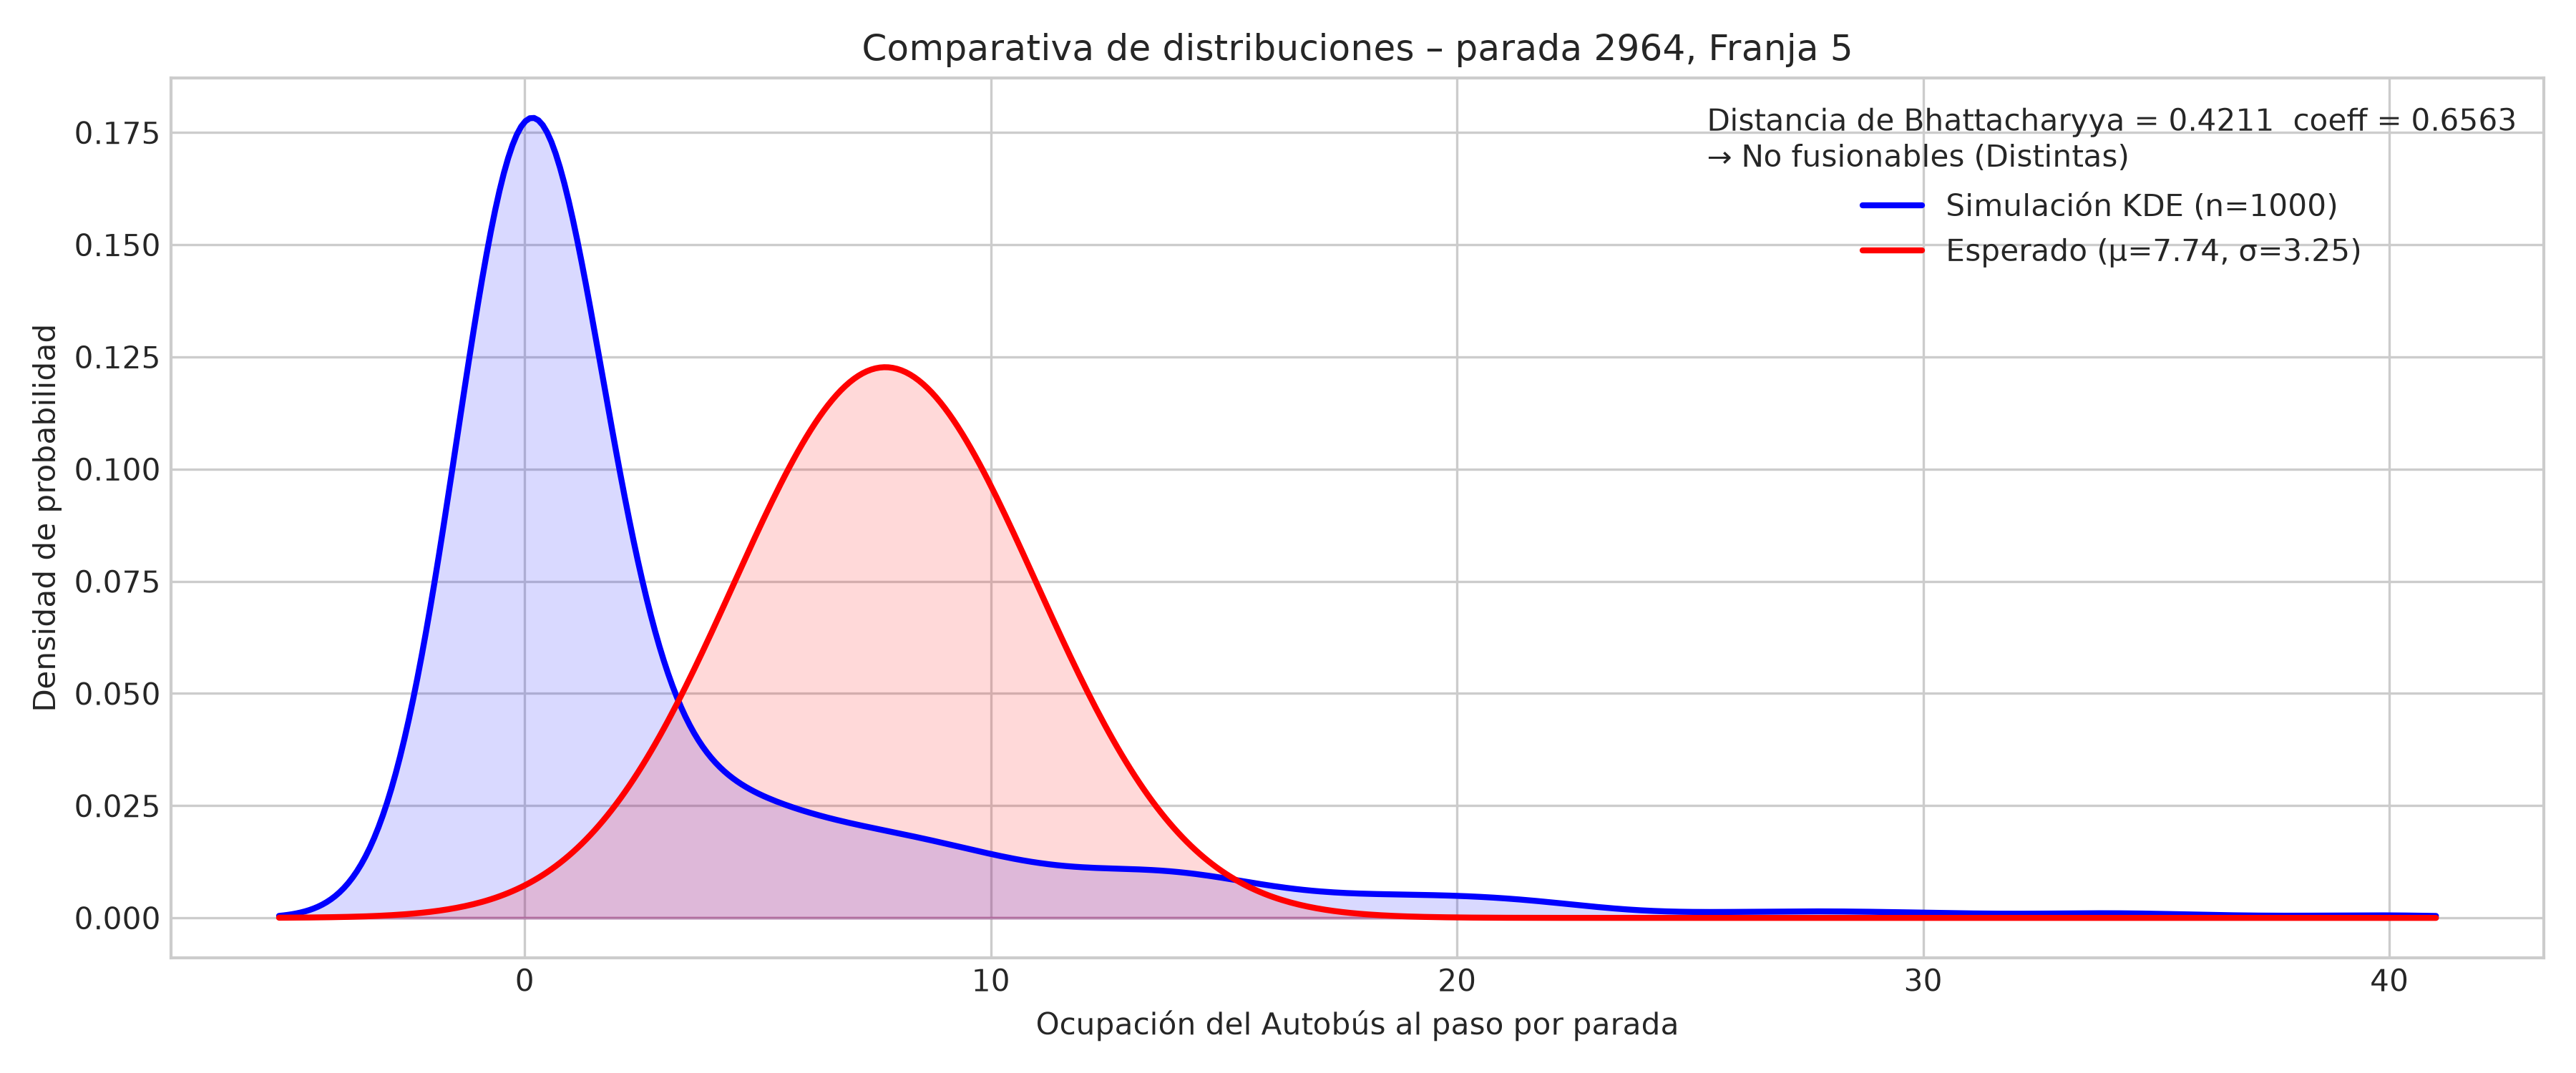 Comparativa de distribuciones – parada 2964, Franja 5
Distancia de Bhattacharyya = 0.4211  coeff = 0.6563
→ No fusionables (Distintas)
Simulación KDE (n=1000)
Esperado (μ=7.74, σ=3.25)
Densidad de probabilidad
0.175
0.150
0.125
0.100
0.075
0.050
0.025
0.000
0 10 20 30 40
Ocupación del Autobús al paso por parada